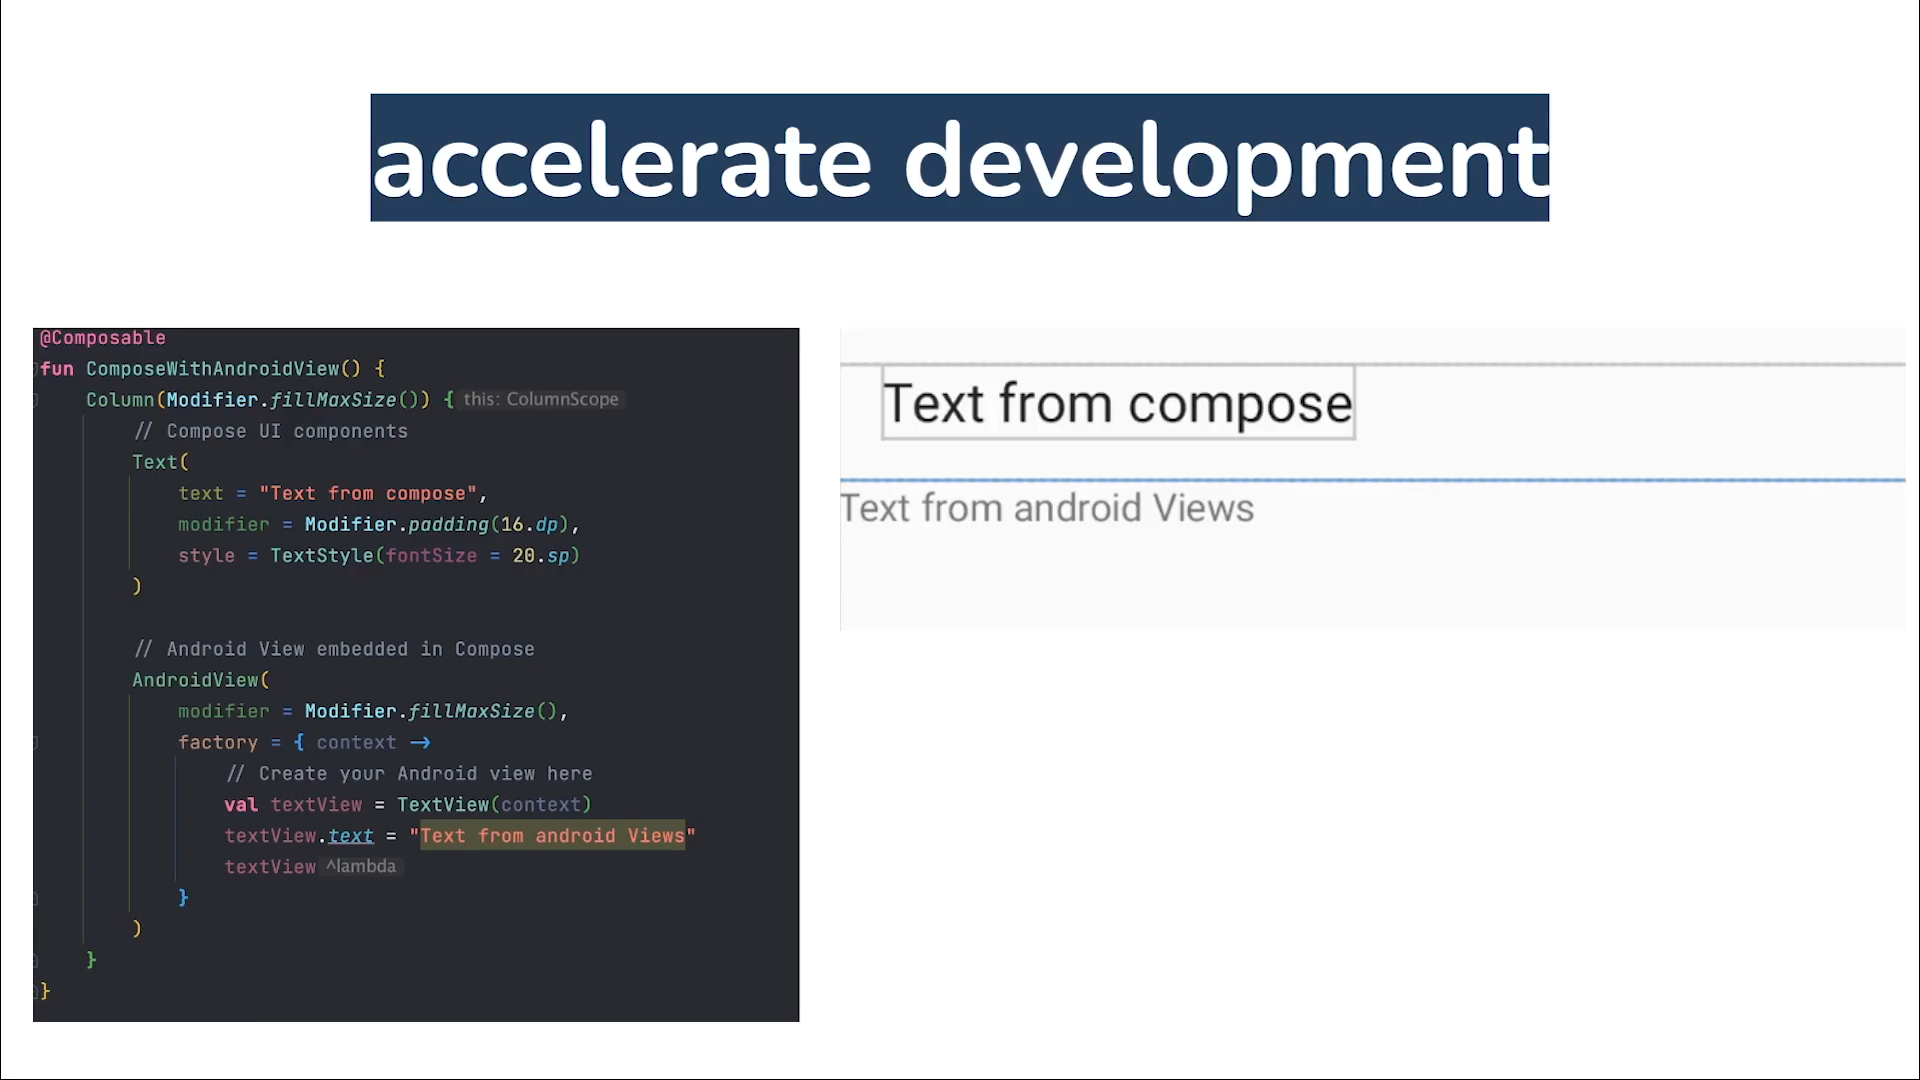 accelerate development
@Composable
fun ComposeWithAndroidView() {
Column(Modifier.fillMaxSize()) { this: ColumnScope
// Compose UI components
Text(
text = "Text from compose",
modifier = Modifier.padding(16.dp),
style = TextStyle(fontSize = 20.sp)
)
// Android View embedded in Compose
AndroidView(
modifier = Modifier.fillMaxSize(),
factory = { context →
// Create your Android view here
val textView = TextView(context)
textView.text = "Text from android Views"
textView ^lambda
}
)
}
}
Text from compose
Text from android Views